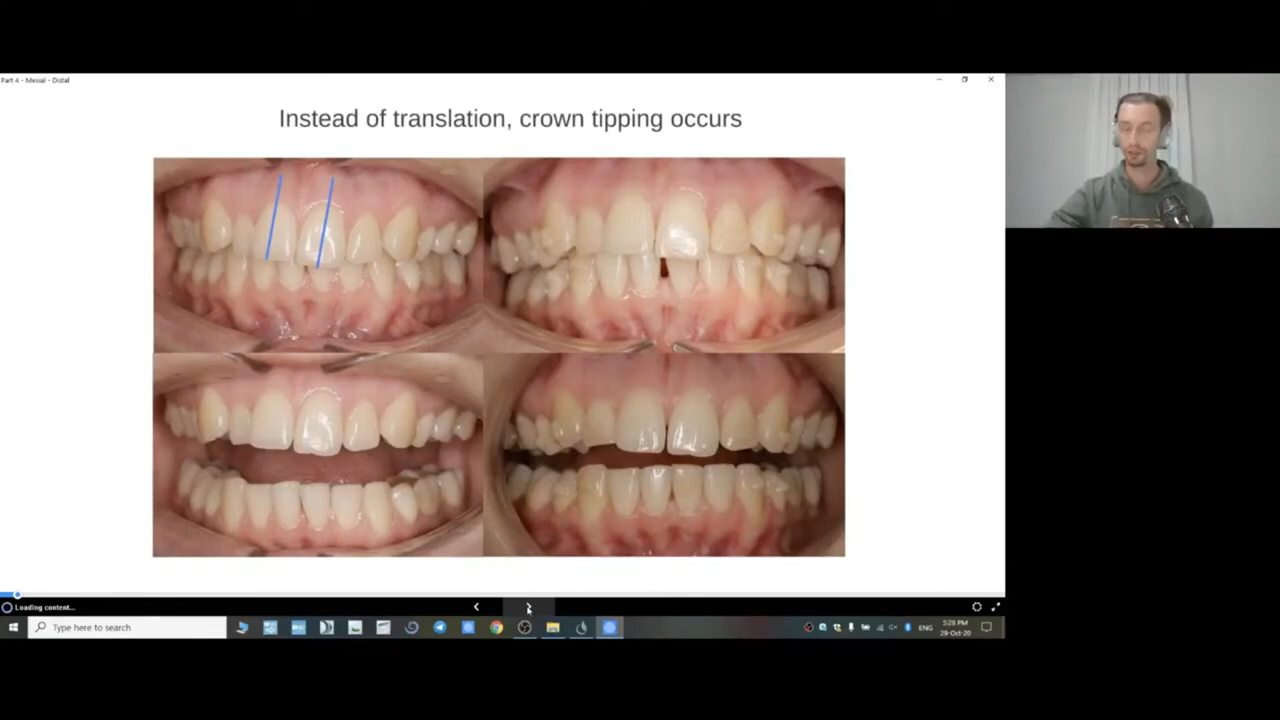 Part 4 - Mesial - Distal
Instead of translation, crown tipping occurs
Loading content...
Type here to search
ENG
5:28 PM
29-Oct-20